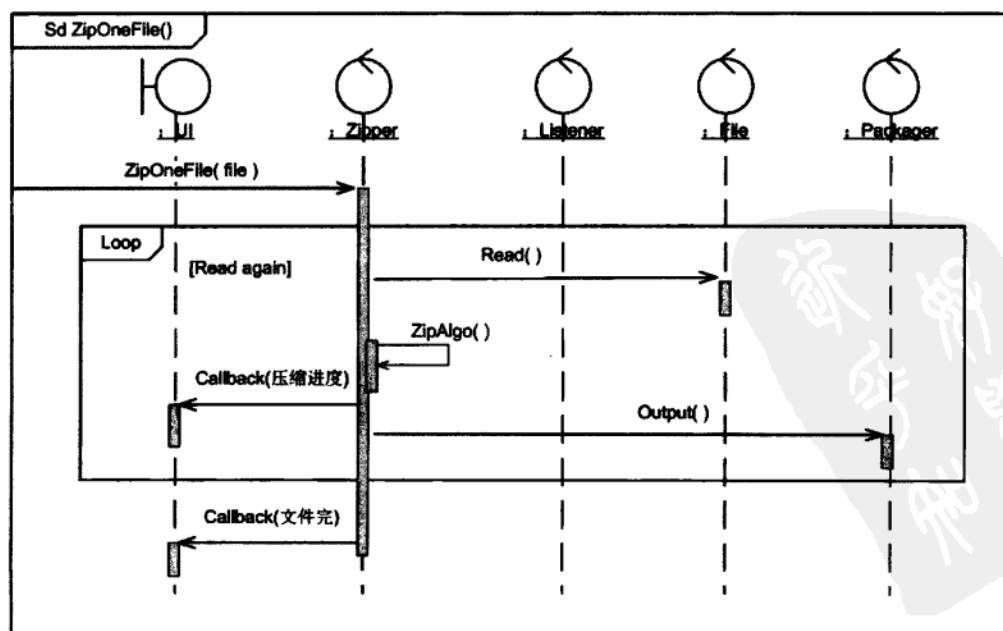 Sd ZipOneFile()
: UI
: Zipper
: Listener
: File
: Packager
ZipOneFile( file )
Loop
[Read again]
Read( )
ZipAlgo( )
Callback(压缩进度)
Output( )
Callback(文件完)